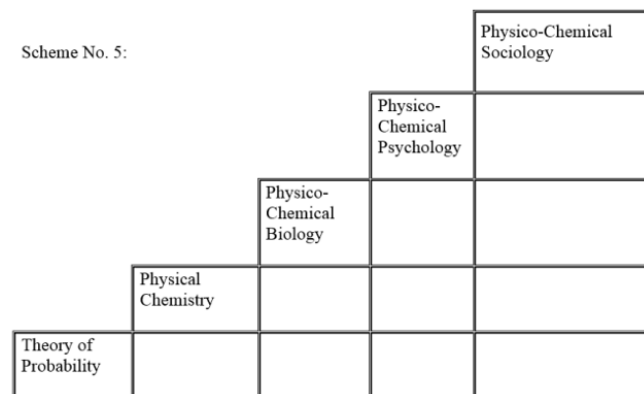 Scheme No. 5:
Physico-Chemical
Sociology
Physico-
Chemical
Psychology
Physico-
Chemical
Biology
Physical
Chemistry
Theory of
Probability